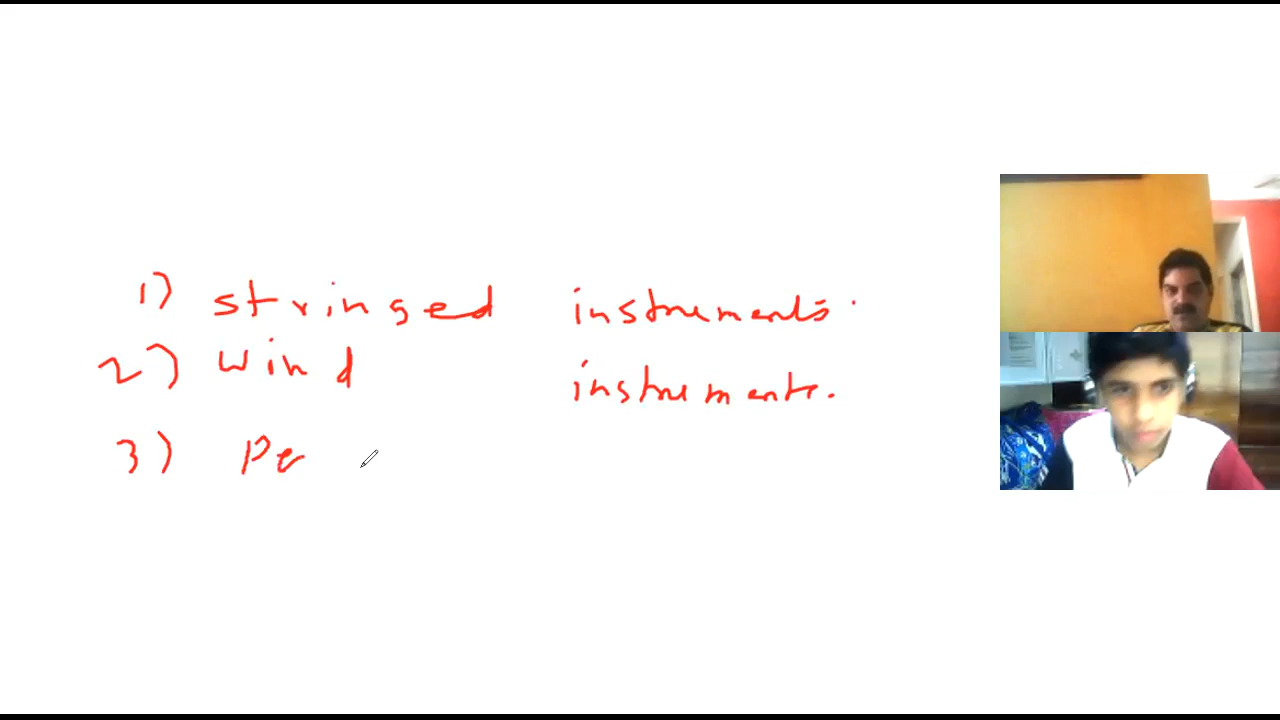 1) stringed instruments.
2) wind instruments.
3) Pe